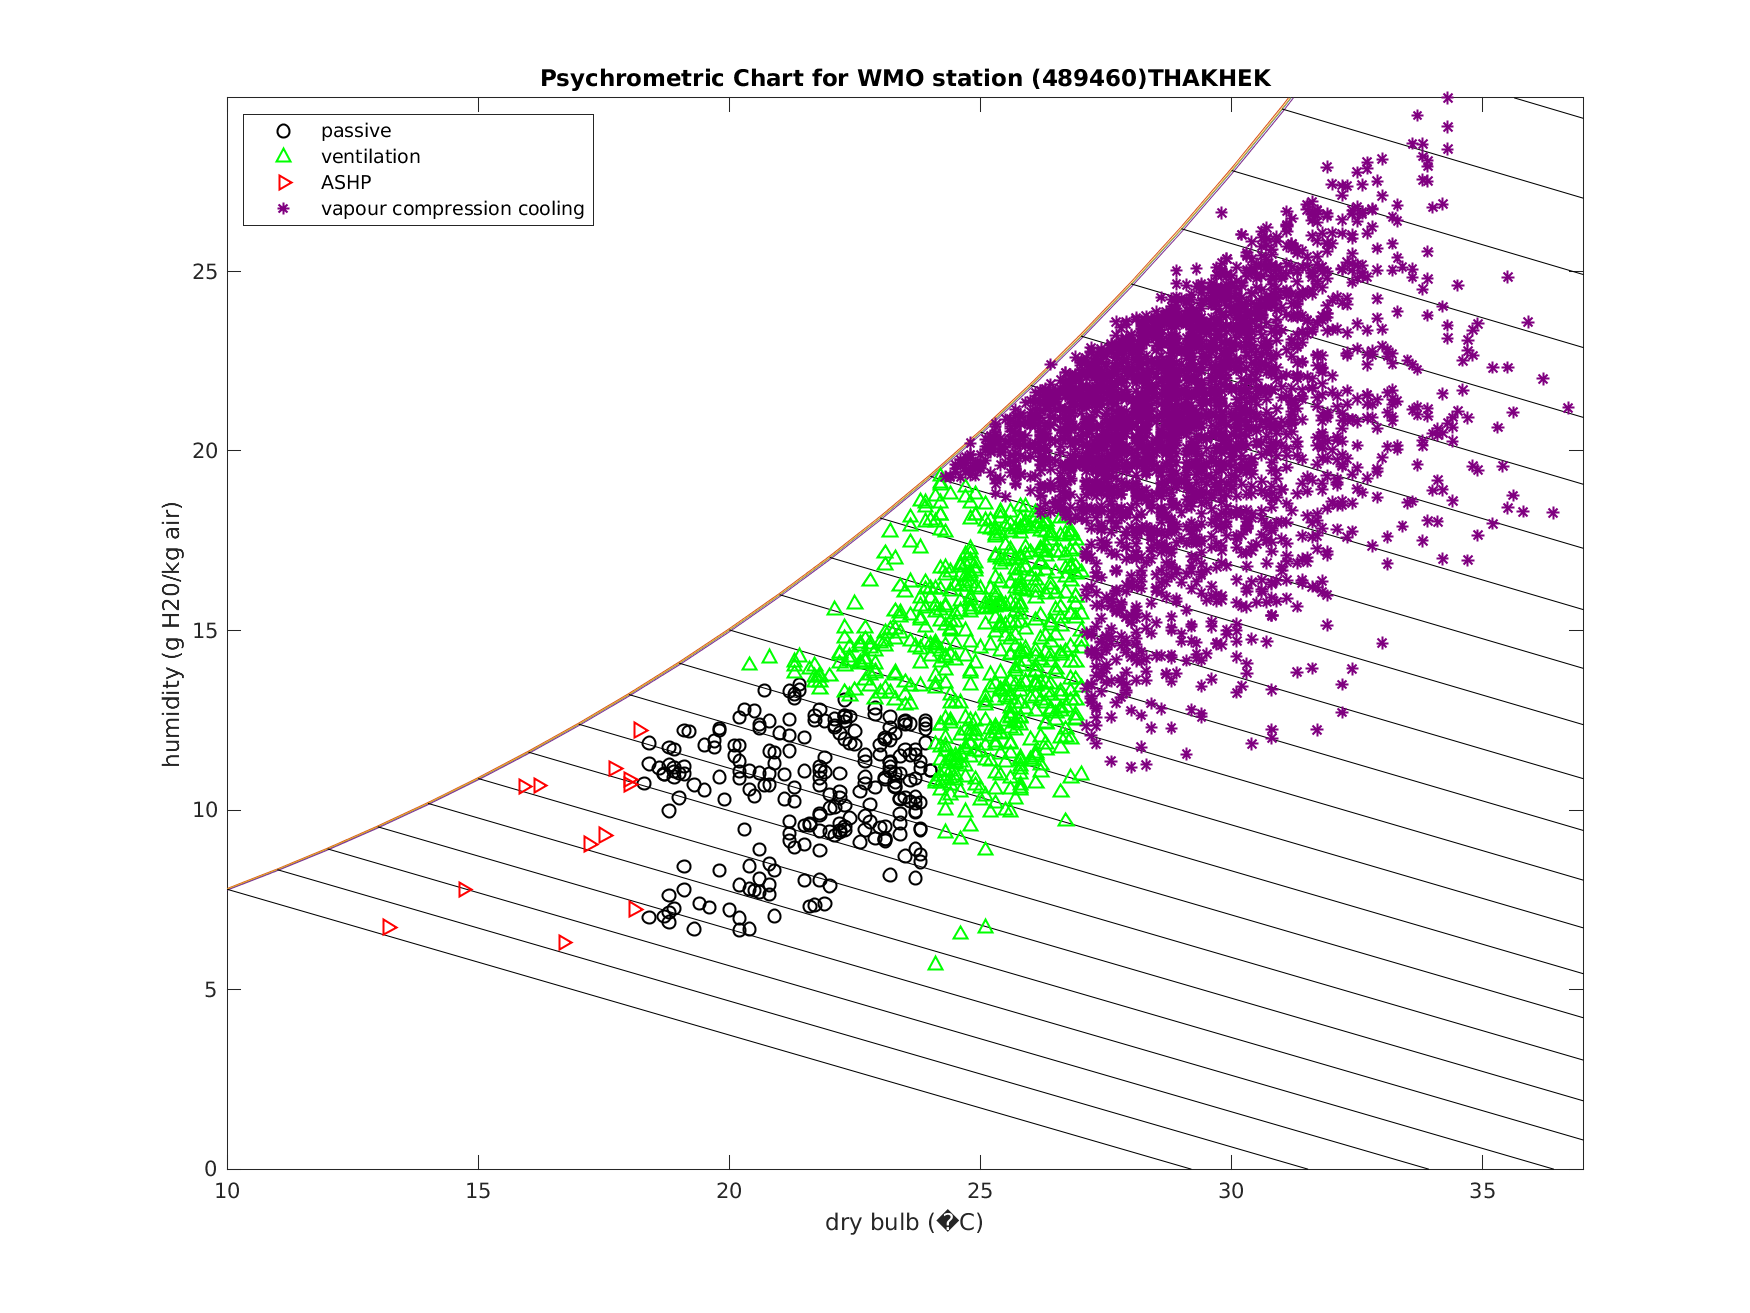 Psychrometric Chart for WMO station (489460)THAKHEK
passive
ventilation
ASHP
vapour compression cooling
25
20
15
10
5
0
humidity (g H20/kg air)
10 15 20 25 30 35
dry bulb (�C)